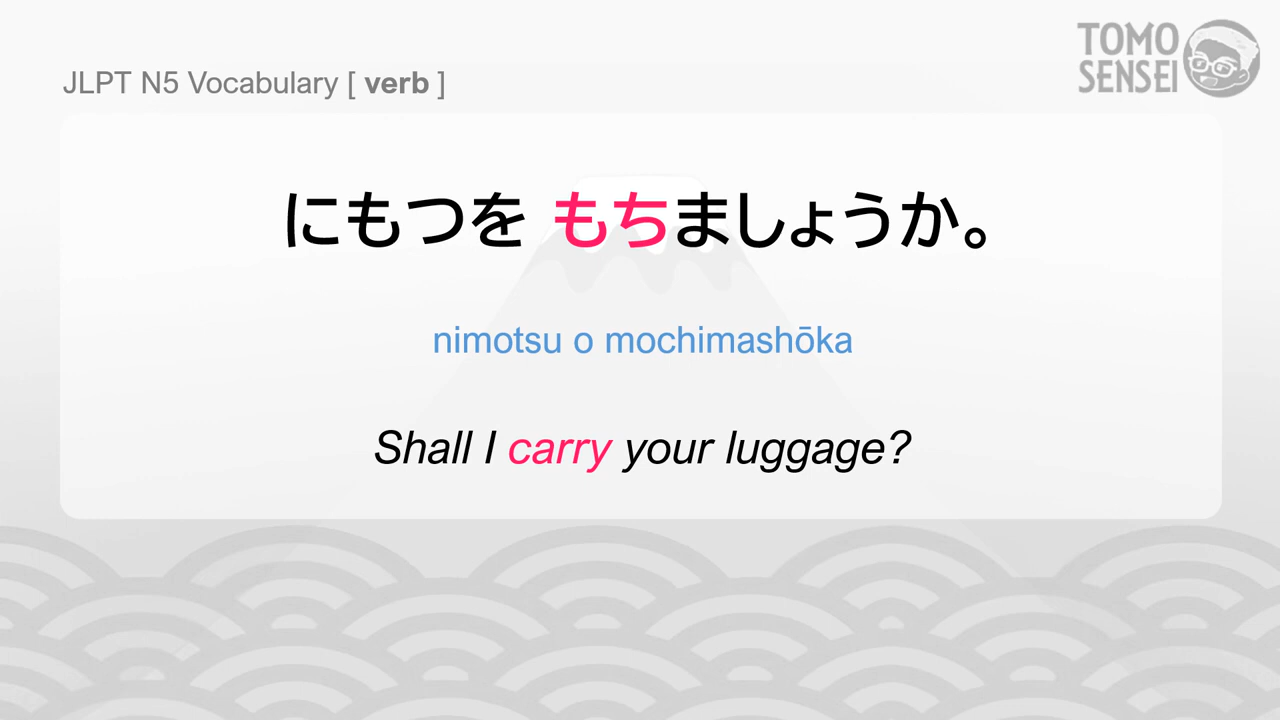 TOMO
SENSEI
JLPT N5 Vocabulary [ verb ]
にもつを もちましょうか。
nimotsu o mochimashōka
Shall I carry your luggage?